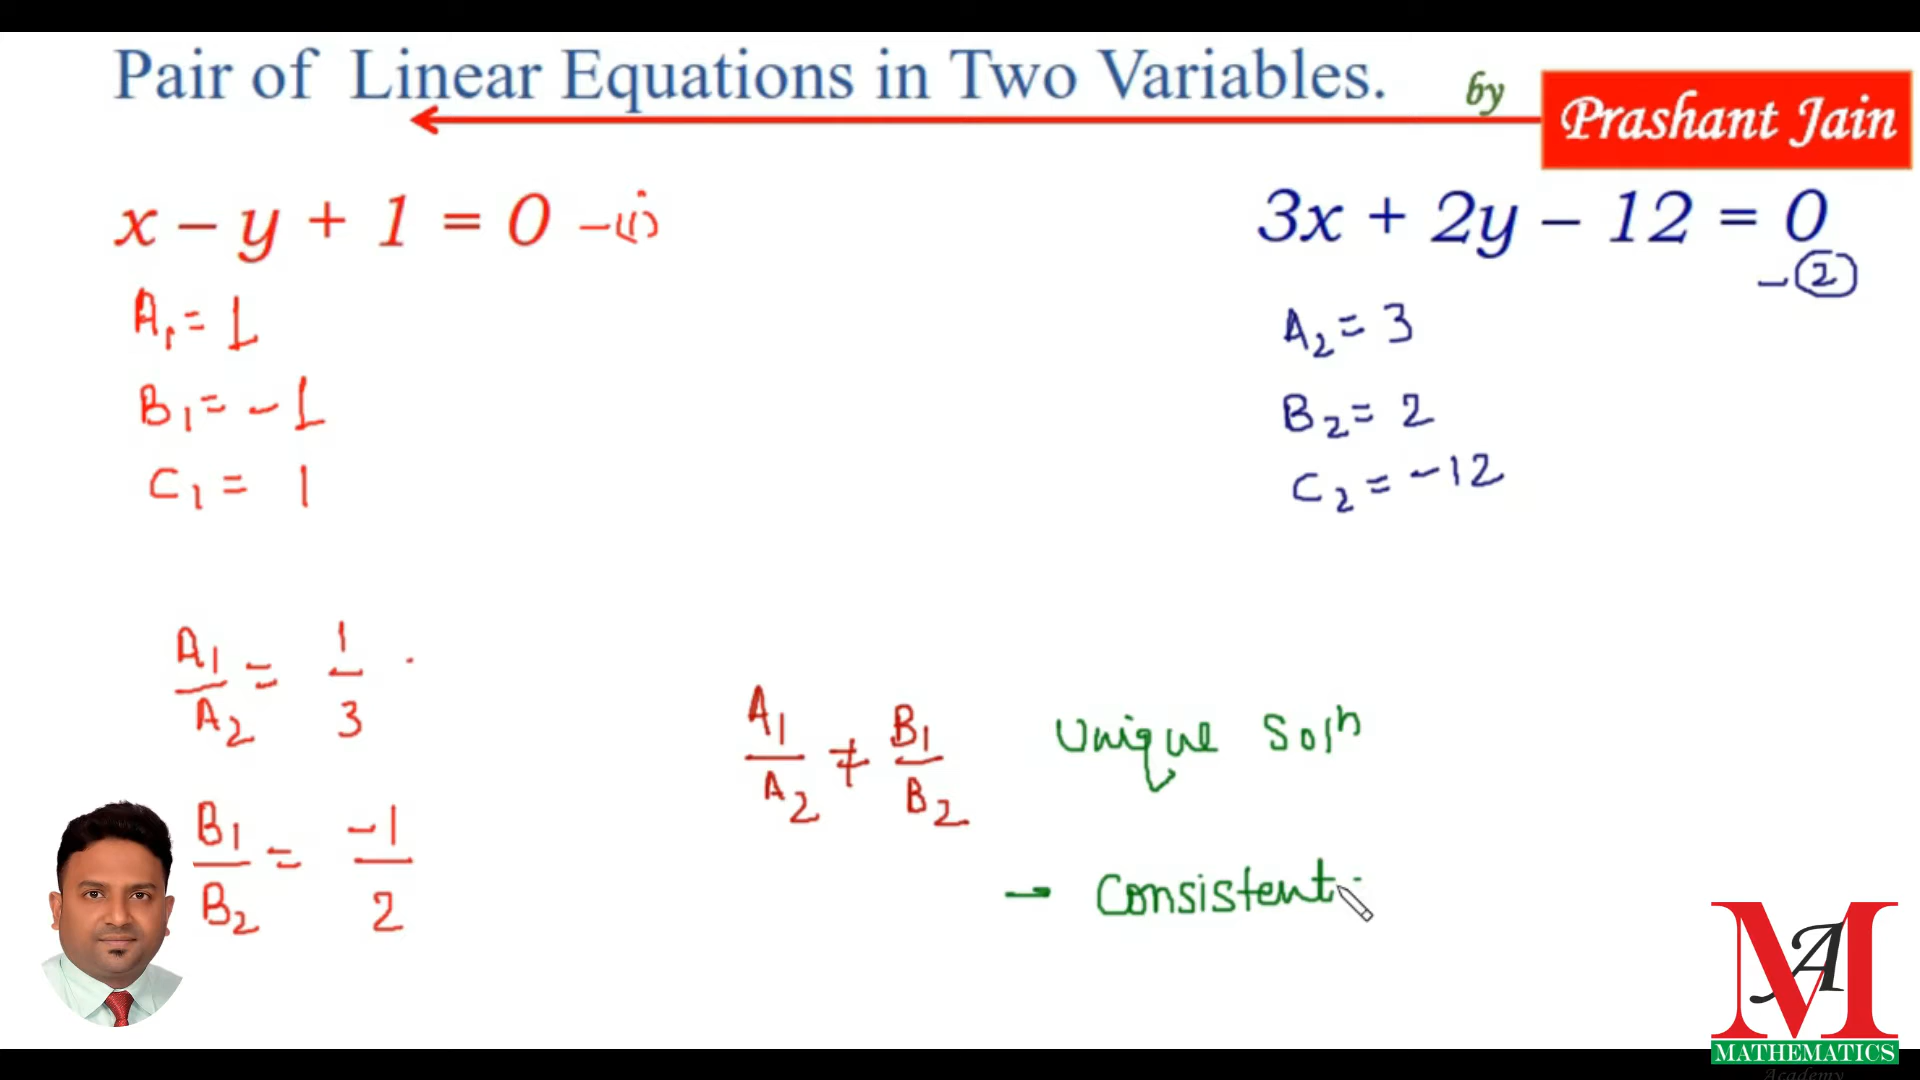 Pair of Linear Equations in Two Variables.
by
Prashant Jain
x – y + 1 = 0 –(i)
A1 = 1
B1 = -1
C1 = 1
3x + 2y – 12 = 0
– 2
A2 = 3
B2 = 2
C2 = -12
A1/A2 = 1/3
B1/B2 = -1/2
A1/A2 ≠ B1/B2
Unique Soln
– Consistent
MA
MATHEMATICS
Academy